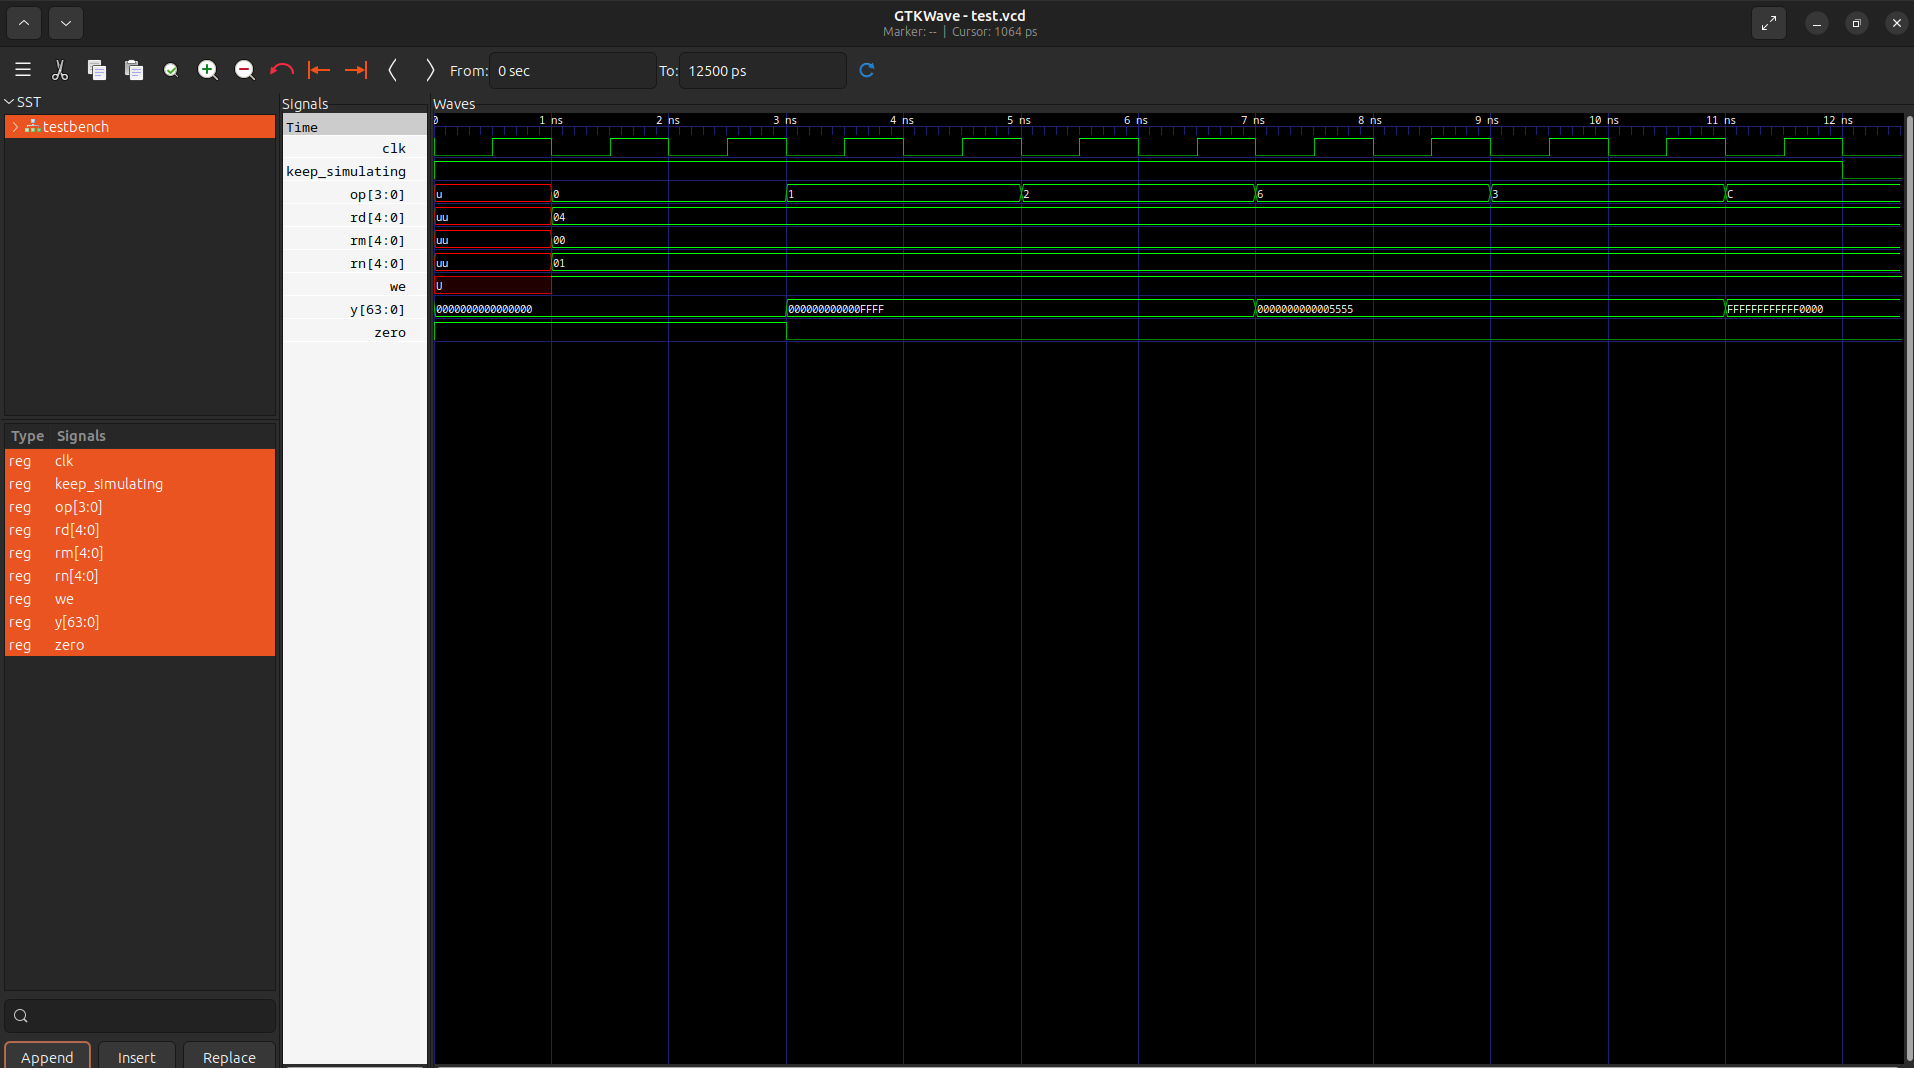 GTKWave - test.vcd
Marker: -- | Cursor: 1064 ps
From: 0 sec To: 12500 ps
SST
testbench
Type Signals
reg clk
reg keep_simulating
reg op[3:0]
reg rd[4:0]
reg rm[4:0]
reg rn[4:0]
reg we
reg y[63:0]
reg zero
Append Insert Replace
Signals
Time
clk
keep_simulating
op[3:0]
rd[4:0]
rm[4:0]
rn[4:0]
we
y[63:0]
zero
Waves
0 1 ns 2 ns 3 ns 4 ns 5 ns 6 ns 7 ns 8 ns 9 ns 10 ns 11 ns 12 ns
u 0 1 2 6 3 C
uu 04
uu 00
uu 01
U
0000000000000000 000000000000FFFF 0000000000005555 FFFFFFFFFFFF0000